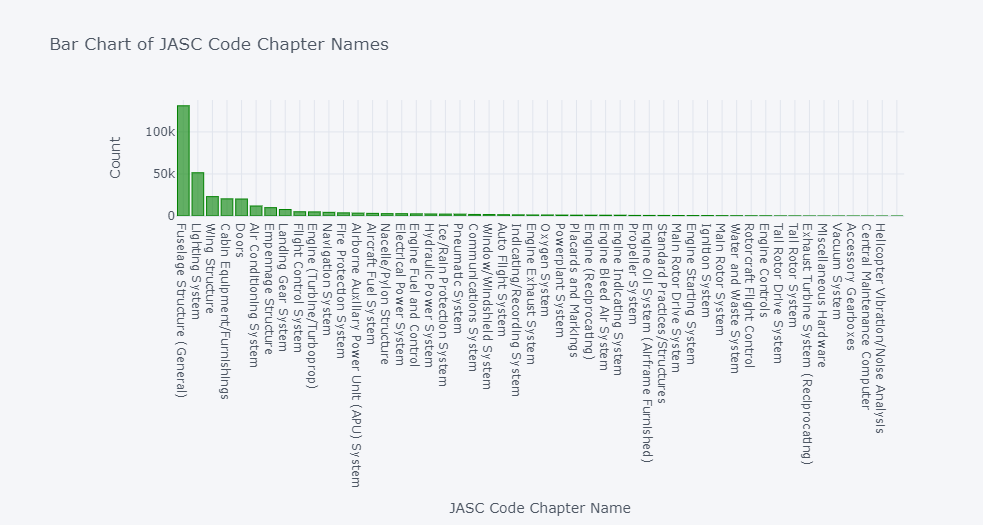 Bar Chart of JASC Code Chapter Names
Count
100k
50k
0
Fuselage Structure (General)
Lighting System
Wing Structure
Cabin Equipment/Furnishings
Doors
Air Conditioning System
Empennage Structure
Landing Gear System
Flight Control System
Engine (Turbine/Turboprop)
Navigation System
Fire Protection System
Airborne Auxiliary Power Unit (APU) System
Aircraft Fuel System
Nacelle/Pylon Structure
Electrical Power System
Engine Fuel and Control
Hydraulic Power System
Ice/Rain Protection System
Pneumatic System
Communications System
Window/Windshield System
Auto Flight System
Indicating/Recording System
Engine Exhaust System
Oxygen System
Powerplant System
Placards and Markings
Engine (Reciprocating)
Engine Bleed Air System
Engine Indicating System
Propeller System
Engine Oil System (Airframe Furnished)
Standard Practices/Structures
Main Rotor Drive System
Engine Starting System
Ignition System
Main Rotor System
Water and Waste System
Rotorcraft Flight Control
Engine Controls
Tail Rotor Drive System
Tail Rotor System
Exhaust Turbine System (Reciprocating)
Miscellaneous Hardware
Vacuum System
Accessory Gearboxes
Central Maintenance Computer
Helicopter Vibration/Noise Analysis
JASC Code Chapter Name